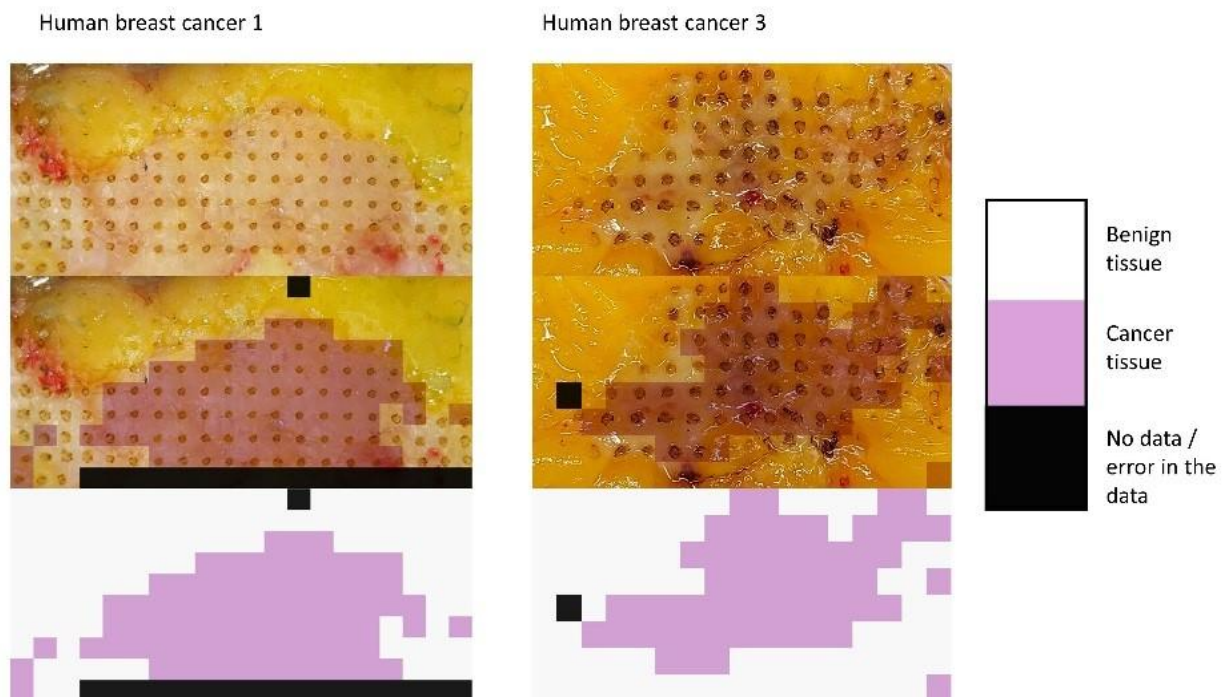 Human breast cancer 1
Human breast cancer 3
Benign
tissue
Cancer
tissue
No data /
error in the
data